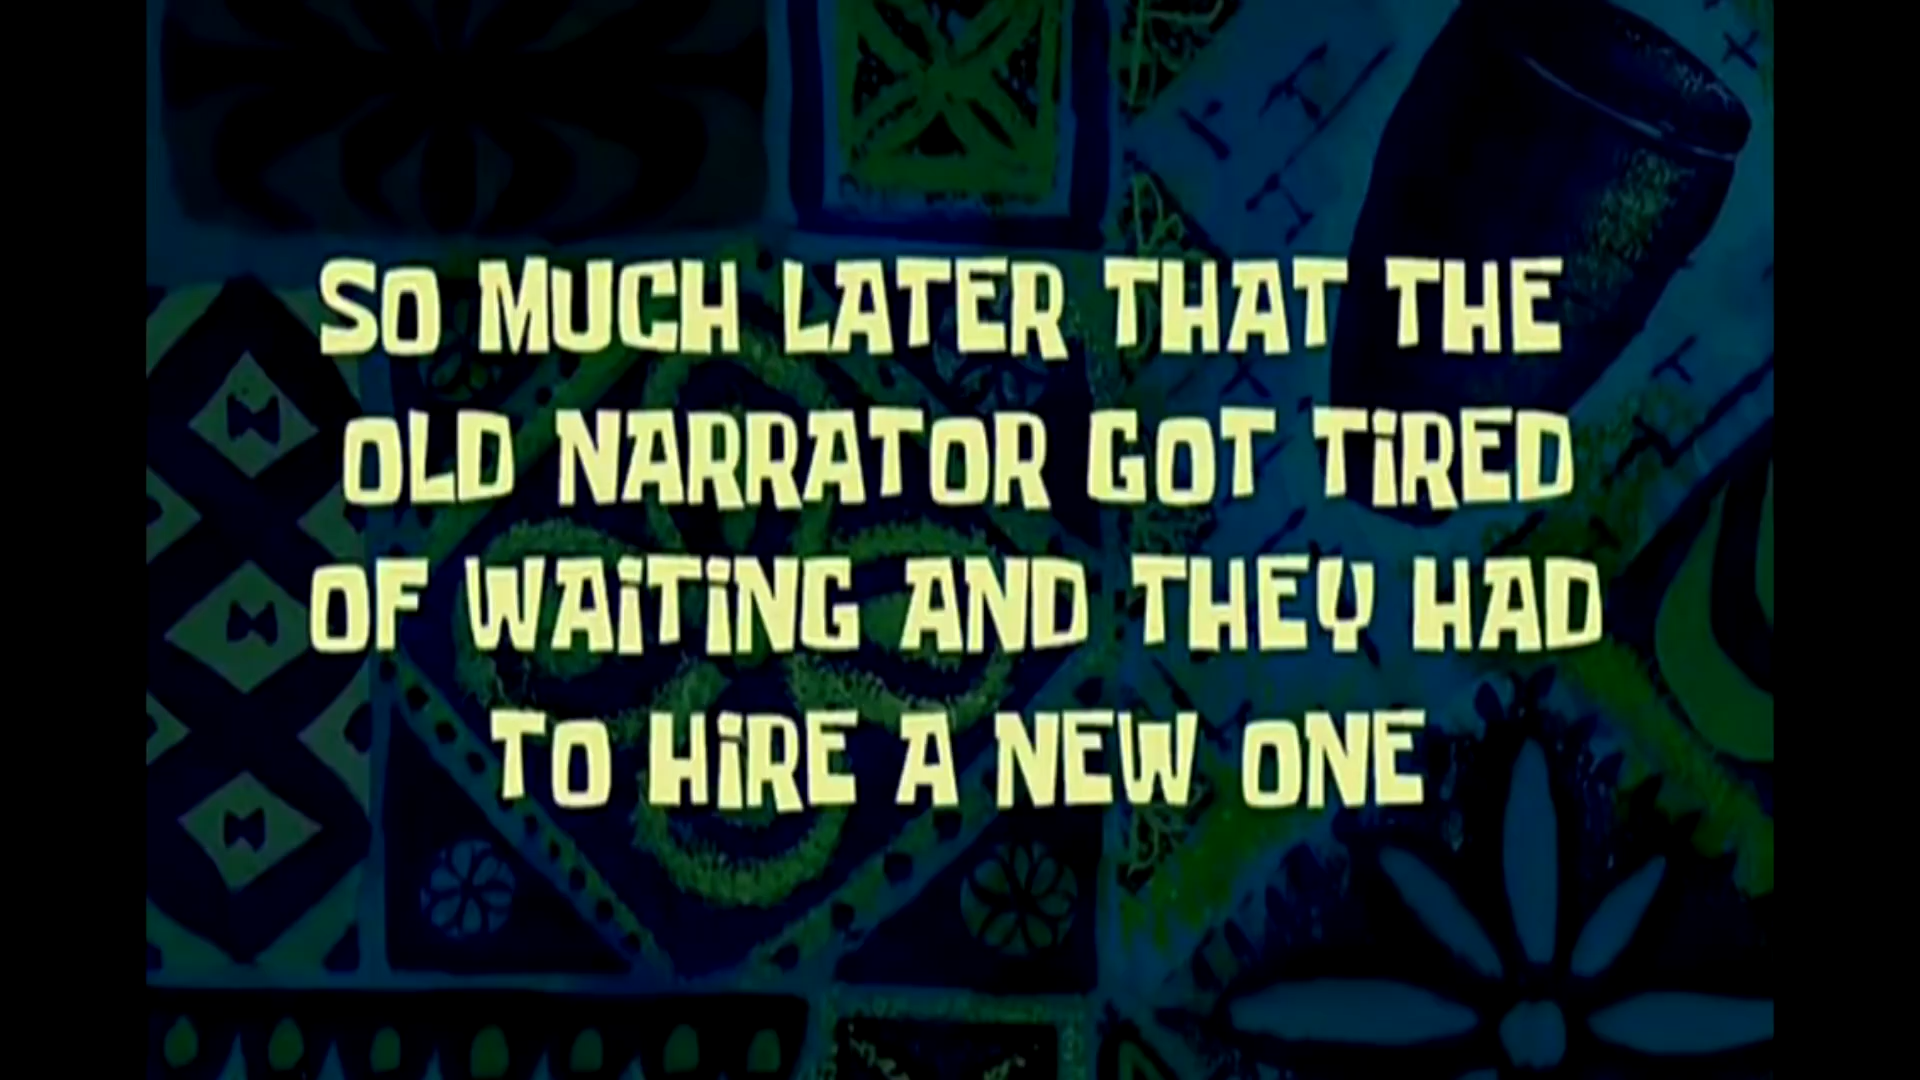 SO MUCH LATER THAT THE
OLD NARRATOR GOT TiRED
OF WAiTiNG AND THEY HAD
TO HiRE A NEW ONE